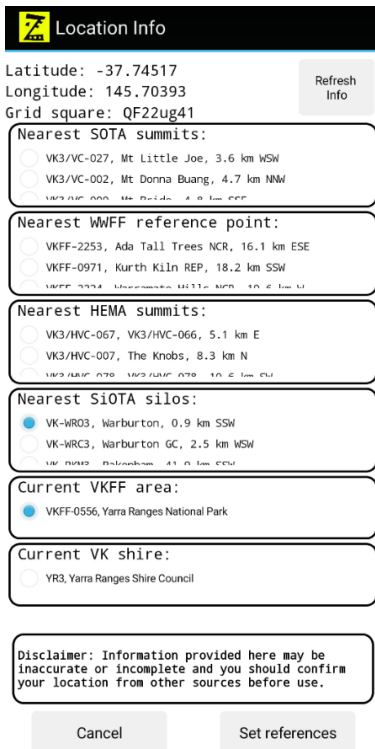 Location Info
Latitude: -37.74517
Longitude: 145.70393
Grid square: QF22ug41
Refresh
Info
Nearest SOTA summits:
VK3/VC-027, Mt Little Joe, 3.6 km WSW
VK3/VC-002, Mt Donna Buang, 4.7 km NNW
Nearest WWFF reference point:
VKFF-2253, Ada Tall Trees NCR, 16.1 km ESE
VKFF-0971, Kurth Kiln REP, 18.2 km SSW
Nearest HEMA summits:
VK3/HVC-067, VK3/HVC-066, 5.1 km E
VK3/HVC-007, The Knobs, 8.3 km N
Nearest SiOTA silos:
VK-WRO3, Warburton, 0.9 km SSW
VK-WRC3, Warburton GC, 2.5 km WSW
Current VKFF area:
VKFF-0556, Yarra Ranges National Park
Current VK shire:
YR3, Yarra Ranges Shire Council
Disclaimer: Information provided here may be
inaccurate or incomplete and you should confirm
your location from other sources before use.
Cancel
Set references